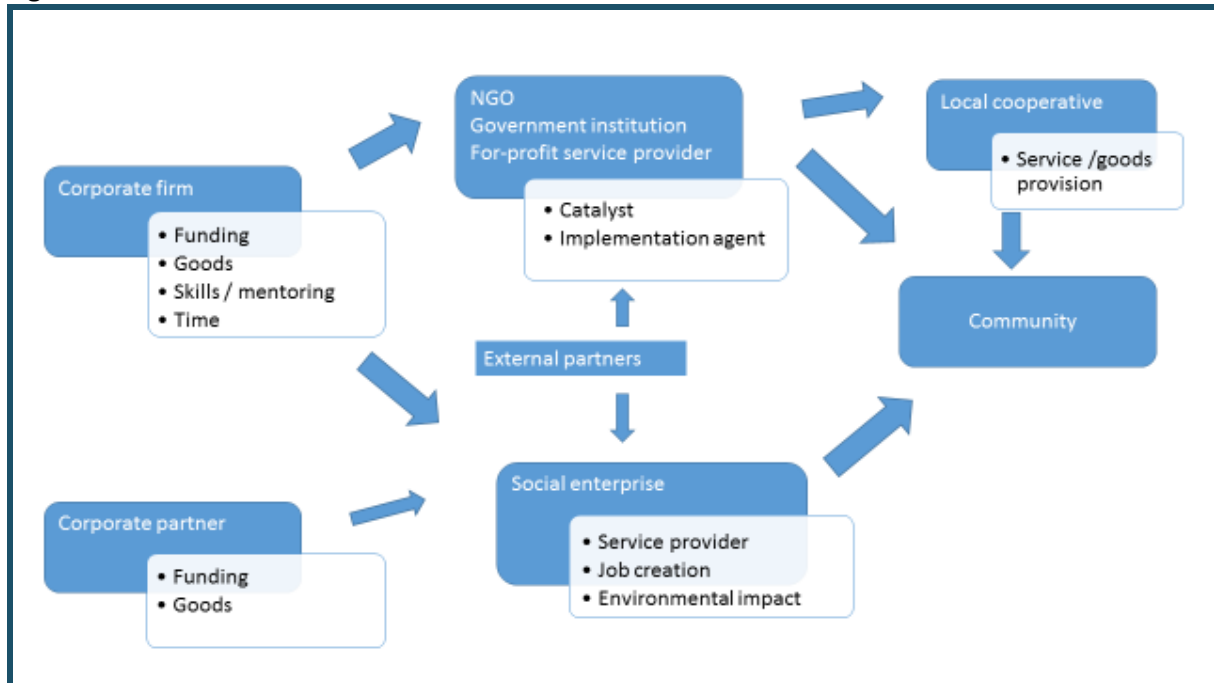 NGO
Government institution
For-profit service provider
• Catalyst
• Implementation agent
Local cooperative
• Service /goods
provision
Corporate firm
• Funding
• Goods
• Skills / mentoring
• Time
Community
External partners
Social enterprise
• Service provider
• Job creation
• Environmental impact
Corporate partner
• Funding
• Goods